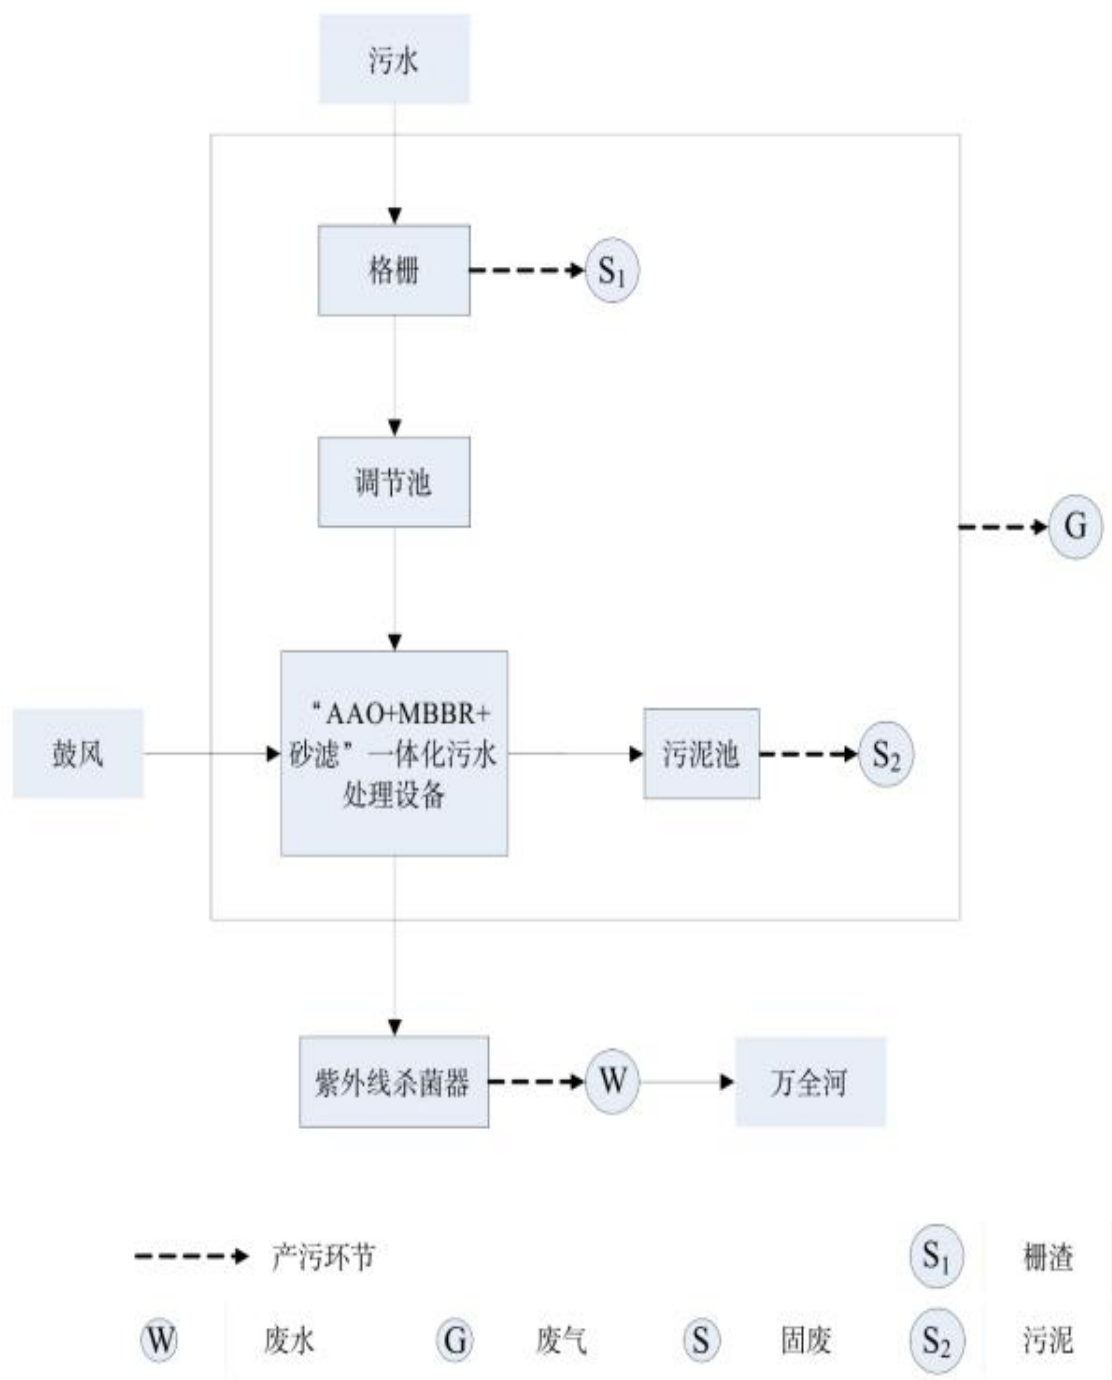 污水
格栅
S1
调节池
G
“AAO+MBBR+
砂滤”一体化污水
处理设备
鼓风
污泥池
S2
紫外线杀菌器
W
万全河
产污环节
S1
栅渣
W
废水
G
废气
S
固废
S2
污泥